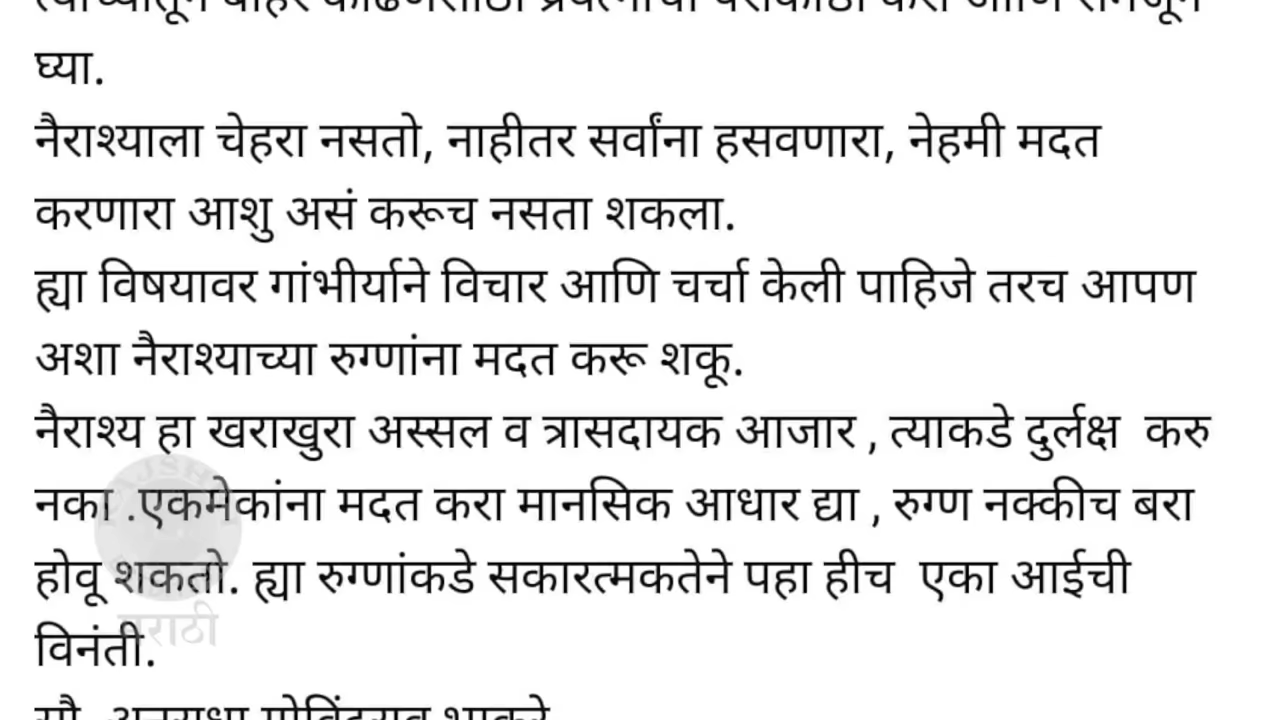 घ्या.
नैराश्याला चेहरा नसतो, नाहीतर सर्वांना हसवणारा, नेहमी मदत
करणारा आशु असं करूच नसता शकला.
ह्या विषयावर गांभीर्याने विचार आणि चर्चा केली पाहिजे तरच आपण
अशा नैराश्याच्या रुग्णांना मदत करू शकू.
नैराश्य हा खराखुरा अस्सल व त्रासदायक आजार , त्याकडे दुर्लक्ष  करु
नका .एकमेकांना मदत करा मानसिक आधार द्या , रुग्ण नक्कीच बरा
होवू शकतो. ह्या रुग्णांकडे सकारत्मकतेने पहा हीच  एका आईची
विनंती.
मराठी